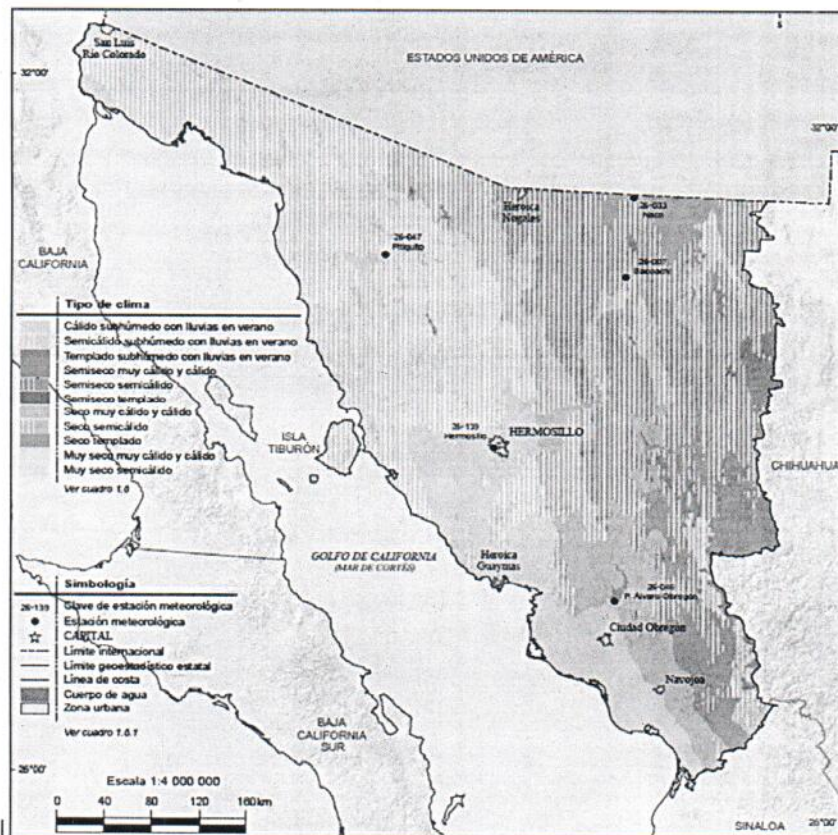 San Luis
Río Colorado
ESTADOS UNIDOS DE AMÉRICA
32°00'
32°00'
Heroica
Nogales
26-033
Naco
26-047
Pitiquito
26-007
Bacoachi
BAJA
CALIFORNIA
Tipo de clima
Cálido subhúmedo con lluvias en verano
Semicálido subhúmedo con lluvias en verano
Templado subhúmedo con lluvias en verano
Semiseco muy cálido y cálido
Semiseco semicálido
Semiseco templado
Seco muy cálido y cálido
Seco semicálido
Seco templado
Muy seco muy cálido y cálido
Muy seco semicálido
Ver cuadro 1.6
26-139
Hermosillo
HERMOSILLO
ISLA
TIBURÓN
CHIHUAHUA
GOLFO DE CALIFORNIA
(MAR DE CORTÉS)
Heroica
Guaymas
P. Álvaro Obregón
Ciudad Obregón
Navojoa
Simbología
26-139 Clave de estación meteorológica
Estación meteorológica
CAPITAL
Límite internacional
Límite geoestadístico estatal
Línea de costa
Cuerpo de agua
Zona urbana
Ver cuadro 1.6.1
BAJA
CALIFORNIA
SUR
26°00'
Escala 1:4 000 000
0 40 80 120 160km
SINALOA
26°00'